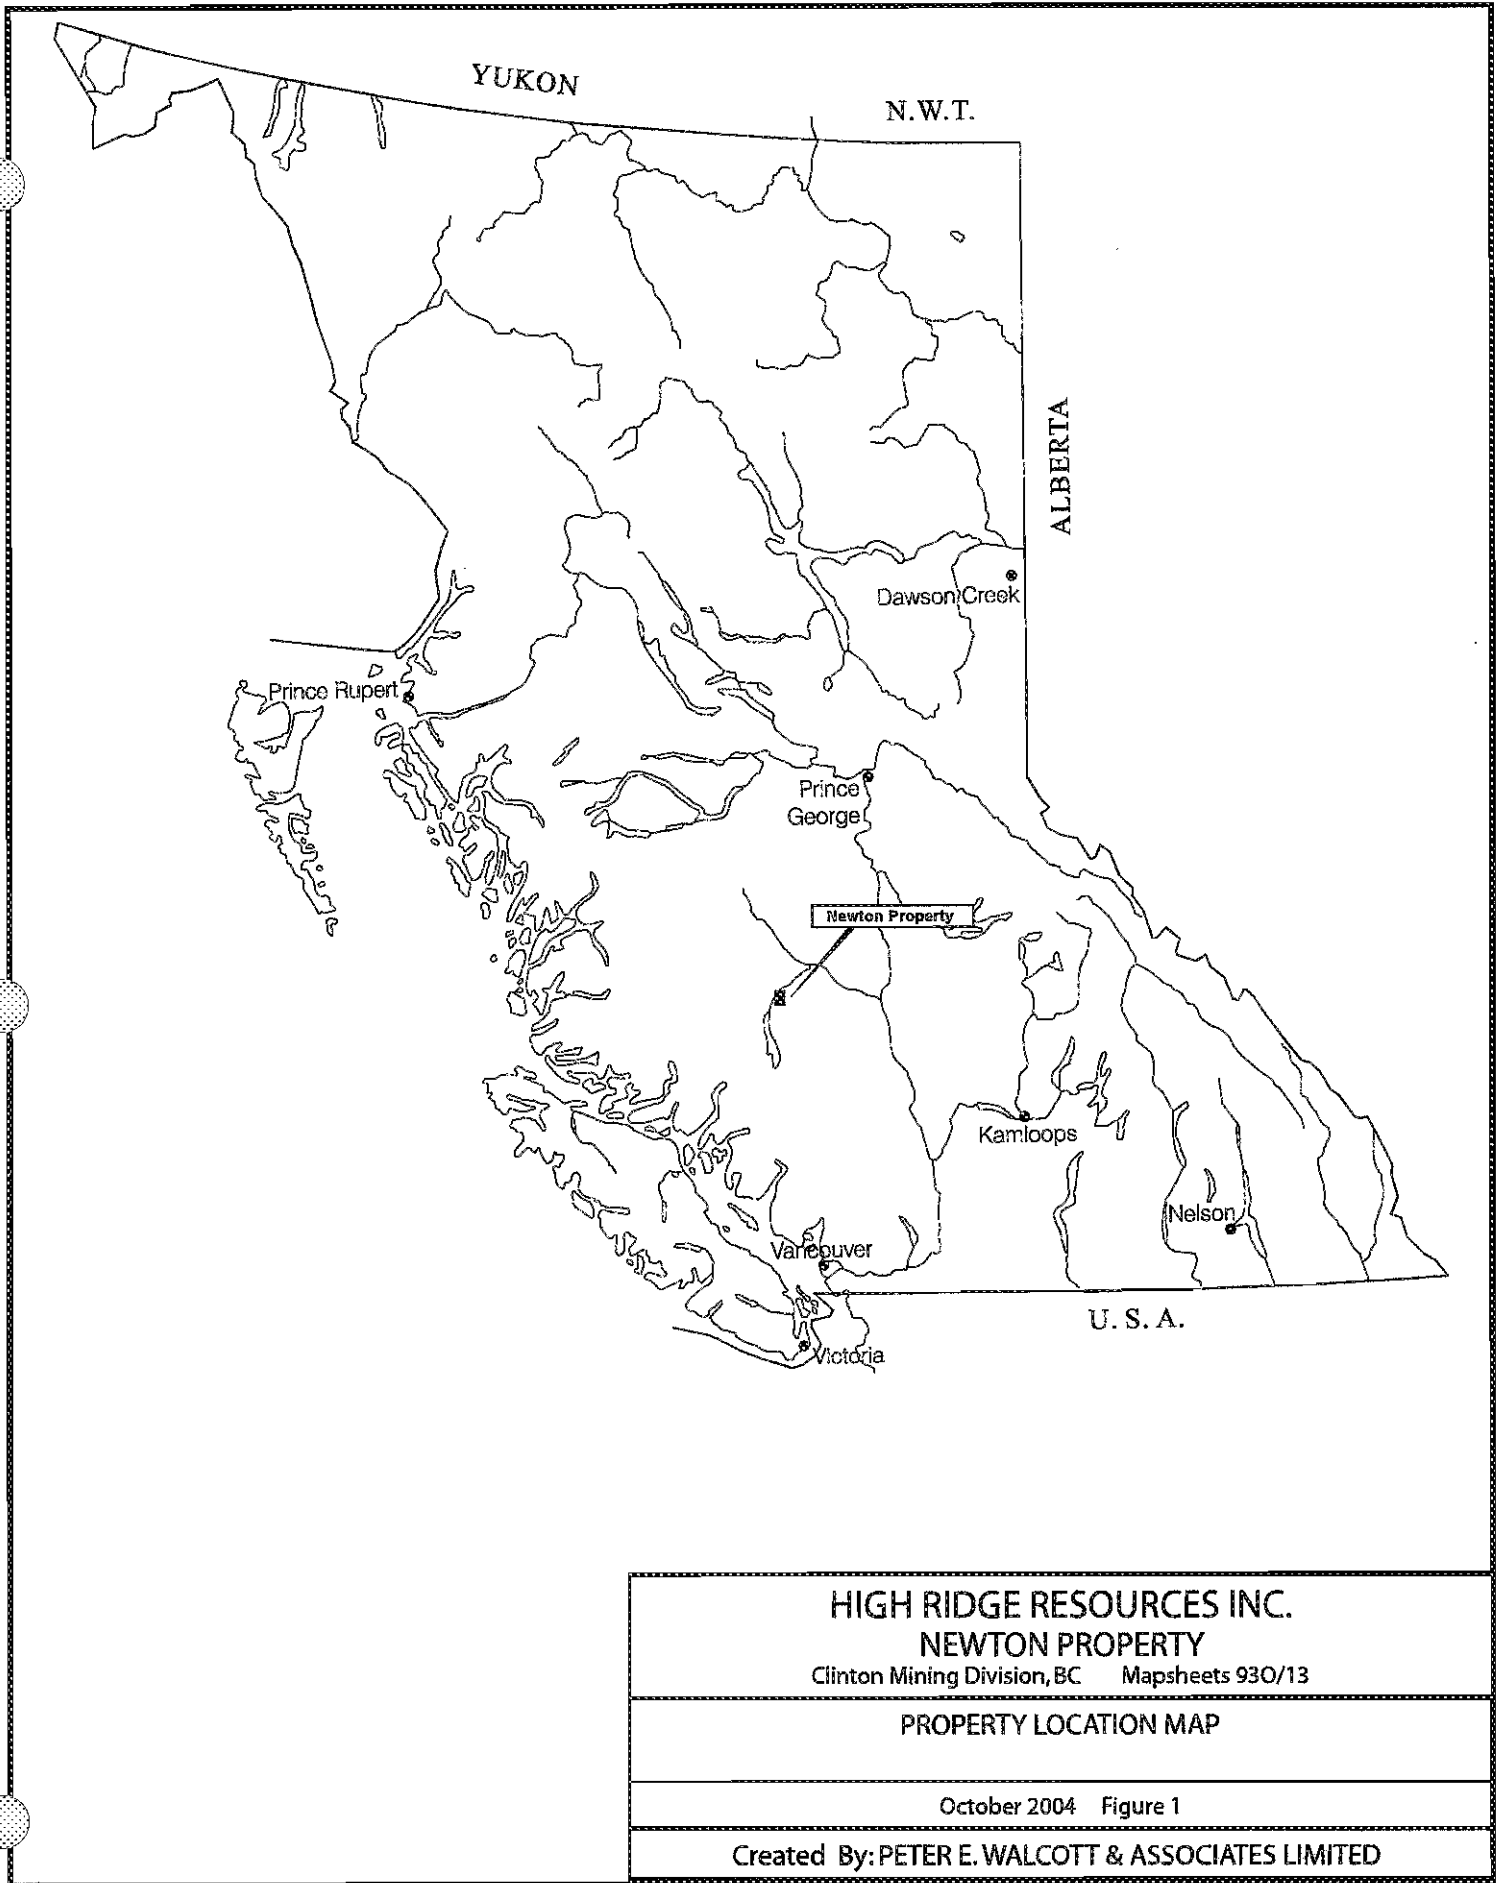 YUKON
N.W.T.
ALBERTA
Dawson Creek
Prince Rupert
Prince
George
Newton Property
Kamloops
Nelson
Vancouver
U. S. A.
Victoria
HIGH RIDGE RESOURCES INC.
NEWTON PROPERTY
Clinton Mining Division, BC Mapsheets 93O/13
PROPERTY LOCATION MAP
October 2004 Figure 1
Created By: PETER E. WALCOTT & ASSOCIATES LIMITED